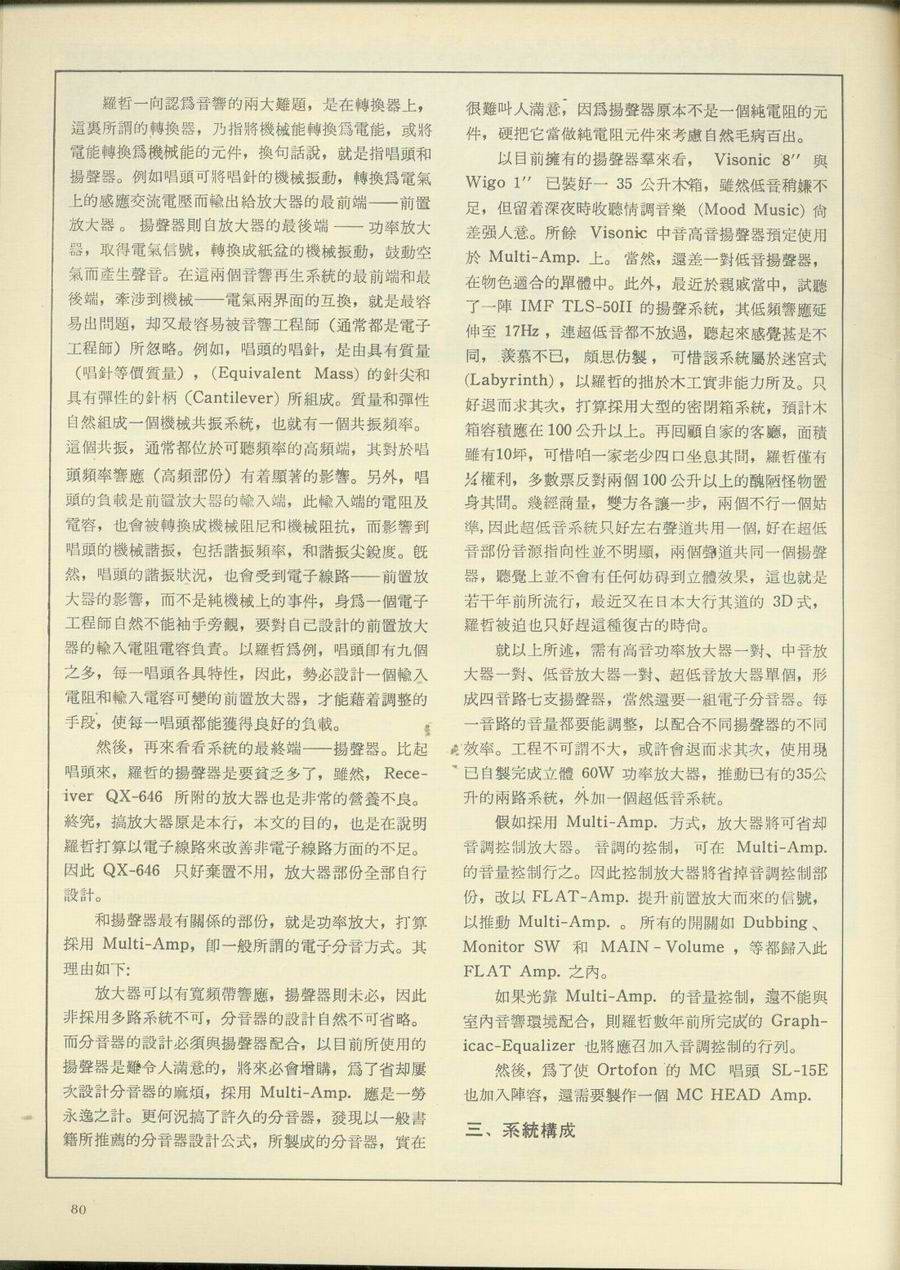 羅哲一向認爲音響的兩大難題，是在轉換器上，
這裏所謂的轉換器，乃指將機械能轉換爲電能，或將
電能轉換爲機械能的元件，換句話說，就是指唱頭和
揚聲器。例如唱頭可將唱針的機械振動，轉換爲電氣
上的感應交流電壓而輸出給放大器的最前端——前置
放大器。揚聲器則自放大器的最後端——功率放大
器，取得電氣信號，轉換成紙盆的機械振動，鼓動空
氣而產生聲音。在這兩個音響再生系統的最前端和最
後端，牽涉到機械——電氣兩界面的互換，就是最容
易出問題，却又最容易被音響工程師（通常都是電子
工程師）所忽略。例如，唱頭的唱針，是由具有質量
（唱針等價質量），(Equivalent Mass) 的針尖和
具有彈性的針柄 (Cantilever) 所組成。質量和彈性
自然組成一個機械共振系統，也就有一個共振頻率。
這個共振，通常都位於可聽頻率的高頻端，其對於唱
頭頻率響應（高頻部份）有着顯著的影響。另外，唱
頭的負載是前置放大器的輸入端，此輸入端的電阻及
電容，也會被轉換成機械阻尼和機械阻抗，而影響到
唱頭的機械諧振，包括諧振頻率，和諧振尖銳度。旣
然，唱頭的諧振狀況，也會受到電子線路——前置放
大器的影響，而不是純機械上的事件，身爲一個電子
工程師自然不能袖手旁觀，要對自己設計的前置放大
器的輸入電阻電容負責。以羅哲爲例，唱頭卽有九個
之多，每一唱頭各具特性，因此，勢必設計一個輸入
電阻和輸入電容可變的前置放大器，才能藉着調整的
手段，使每一唱頭都能獲得良好的負載。
然後，再來看看系統的最終端——揚聲器。比起
唱頭來，羅哲的揚聲器是要貧乏多了，雖然，Rece-
iver QX-646 所附的放大器也是非常的營養不良。
終究，搞放大器原是本行，本文的目的，也是在說明
羅哲打算以電子線路來改善非電子線路方面的不足。
因此 QX-646 只好棄置不用，放大器部份全部自行
設計。
和揚聲器最有關係的部份，就是功率放大，打算
採用 Multi-Amp，卽一般所謂的電子分音方式。其
理由如下:
放大器可以有寬頻帶響應，揚聲器則未必，因此
非採用多路系統不可，分音器的設計自然不可省略。
而分音器的設計必須與揚聲器配合，以目前所使用的
揚聲器是難令人滿意的，將來必會增購，爲了省却屢
次設計分音器的麻煩，採用 Multi-Amp. 應是一勞
永逸之計。更何況搞了許久的分音器，發現以一般書
籍所推薦的分音器設計公式，所製成的分音器，實在
很難叫人滿意，因爲揚聲器原本不是一個純電阻的元
件，硬把它當做純電阻元件來考慮自然毛病百出。
以目前擁有的揚聲器羣來看， Visonic 8″ 與
Wigo 1″ 已裝好一 35 公升木箱，雖然低音稍嫌不
足，但留着深夜時收聽情調音樂 (Mood Music) 尙
差强人意。所餘 Visonic 中音高音揚聲器預定使用
於 Multi-Amp. 上。當然，還差一對低音揚聲器，
在物色適合的單體中。此外，最近於親戚當中，試聽
了一陣 IMF TLS-50II 的揚聲系統，其低頻響應延
伸至 17Hz，連超低音都不放過，聽起來感覺甚是不
同，羨慕不已，頗思仿製，可惜該系統屬於迷宮式
(Labyrinth)，以羅哲的拙於木工實非能力所及。只
好退而求其次，打算採用大型的密閉箱系統，預計木
箱容積應在 100 公升以上。再囘顧自家的客廳，面積
雖有10坪，可惜咱一家老少四口坐息其間，羅哲僅有
¼權利，多數票反對兩個 100 公升以上的醜陋怪物置
身其間。幾經商量，雙方各讓一步，兩個不行一個姑
準，因此超低音系統只好左右聲道共用一個，好在超低
音部份音源指向性並不明顯，兩個聲道共同一個揚聲
器，聽覺上並不會有任何妨碍到立體效果，這也就是
若干年前所流行，最近又在日本大行其道的 3D 式，
羅哲被迫也只好趕這種復古的時尙。
就以上所述，需有高音功率放大器一對、中音放
大器一對、低音放大器一對、超低音放大器單個，形
成四音路七支揚聲器，當然還要一組電子分音器。每
一音路的音量都要能調整，以配合不同揚聲器的不同
效率。工程不可謂不大，或許會退而求其次，使用現
已自製完成立體 60W 功率放大器，推動已有的35公
升的兩路系統，外加一個超低音系統。
假如採用 Multi-Amp. 方式，放大器將可省却
音調控制放大器。音調的控制，可在 Multi-Amp.
的音量控制行之。因此控制放大器將省掉音調控制部
份，改以 FLAT-Amp. 提升前置放大而來的信號，
以推動 Multi-Amp. 。所有的開關如 Dubbing、
Monitor SW 和 MAIN-Volume ，等都歸入此
FLAT Amp. 之內。
如果光靠 Multi-Amp. 的音量控制，還不能與
室內音響環境配合，則羅哲數年前所完成的 Graph-
icac-Equalizer 也將應召加入音調控制的行列。
然後，爲了使 Ortofon 的 MC 唱頭 SL-15E
也加入陣容，還需要製作一個 MC HEAD Amp.
三、系統構成
80